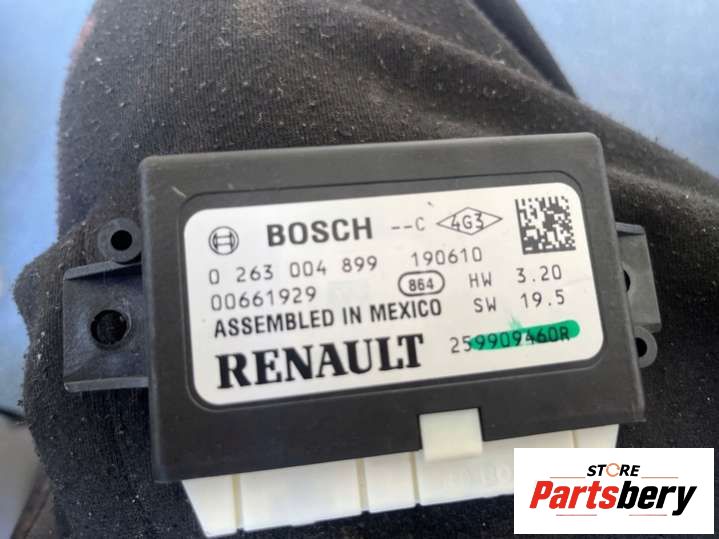 BOSCH --C 4G3
0 263 004 899 190610
00661929 864 HW 3.20
ASSEMBLED IN MEXICO SW 19.5
RENAULT 259909460R
STORE
Partsbery